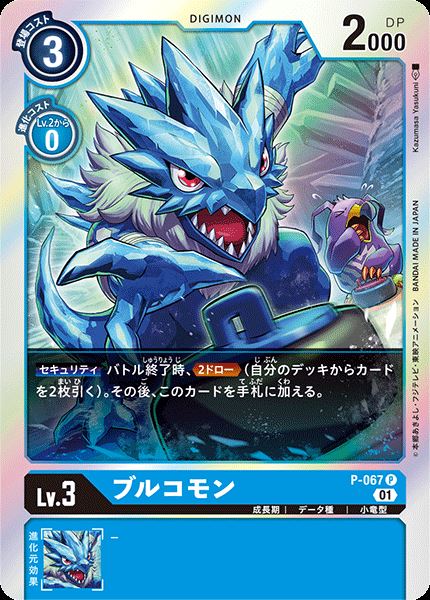 登場コスト
3
DIGIMON
DP
2000
進化コスト
Lv.2から
0
Kazumasa Yasukuni
BANDAI MADE IN JAPAN
©本郷あきよし・フジテレビ・東映アニメーション
セキュリティ バトル終了時、2ドロー(自分のデッキからカード
を2枚引く)。その後、このカードを手札に加える。
P-067 P
01
Lv.3
ブルコモン
成長期 データ種 小竜型
進化元効果
–